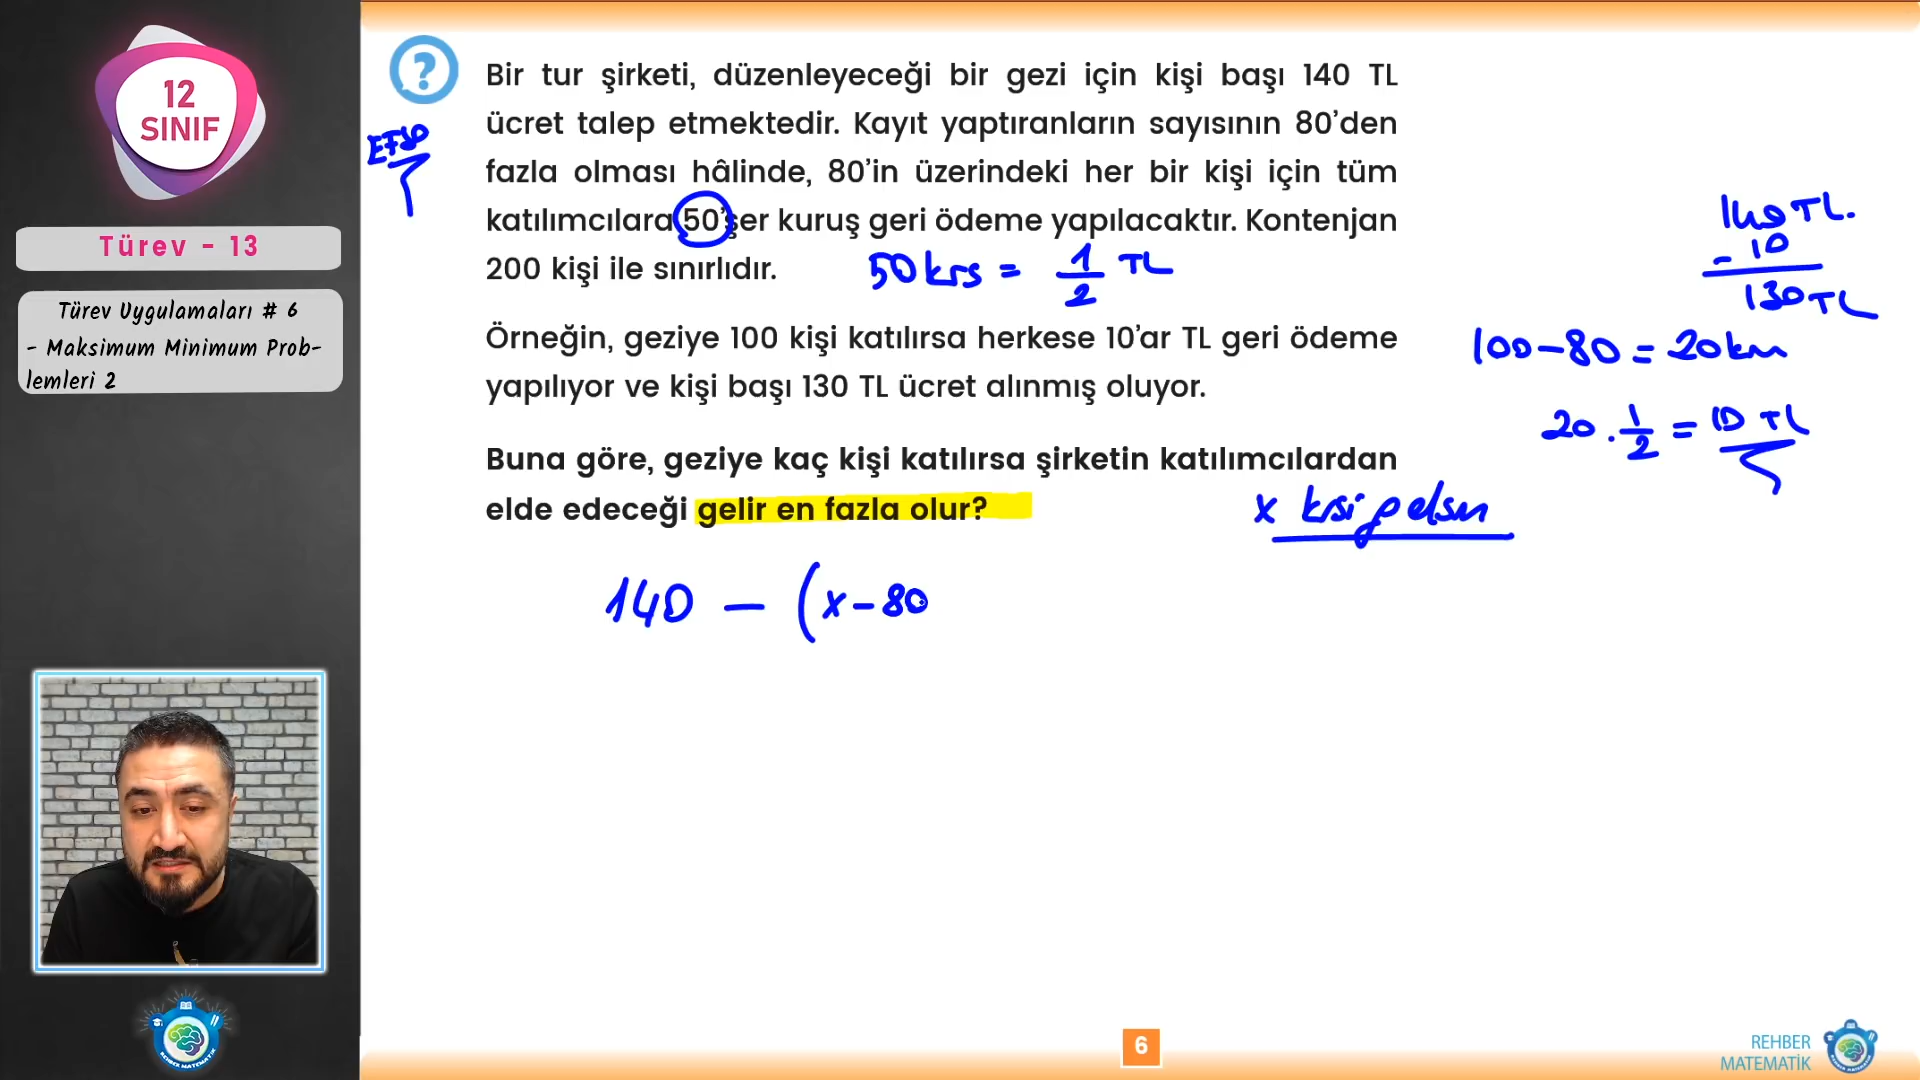 12
SINIF
Türev - 13
Türev Uygulamaları # 6
- Maksimum Minimum Prob-
lemleri 2
?
Bir tur şirketi, düzenleyeceği bir gezi için kişi başı 140 TL
ücret talep etmektedir. Kayıt yaptıranların sayısının 80’den
fazla olması hâlinde, 80’in üzerindeki her bir kişi için tüm
katılımcılara 50’şer kuruş geri ödeme yapılacaktır. Kontenjan
200 kişi ile sınırlıdır.
50 krş = 1/2 TL
Örneğin, geziye 100 kişi katılırsa herkese 10’ar TL geri ödeme
yapılıyor ve kişi başı 130 TL ücret alınmış oluyor.
Buna göre, geziye kaç kişi katılırsa şirketin katılımcılardan
elde edeceği gelir en fazla olur?
140 TL.
- 10
130 TL
100 - 80 = 20
20 . 1/2 = 10 TL
x kişi gelsin
140 - (x - 80
6
REHBER
MATEMATİK
REHBER MATEMATİK